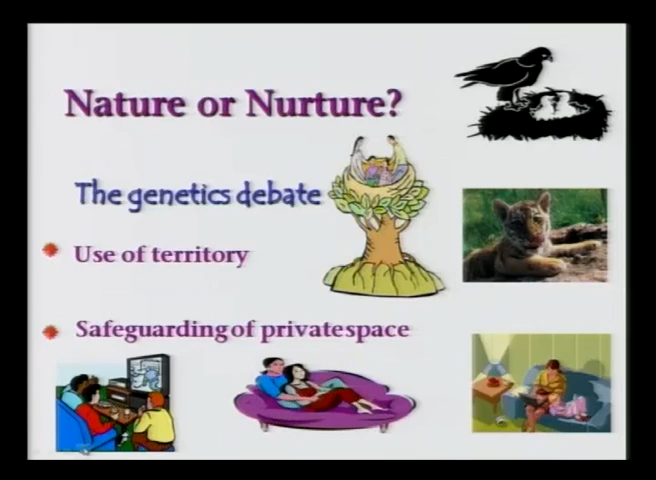 Nature or Nurture?
The genetics debate
Use of territory
Safeguarding of private space